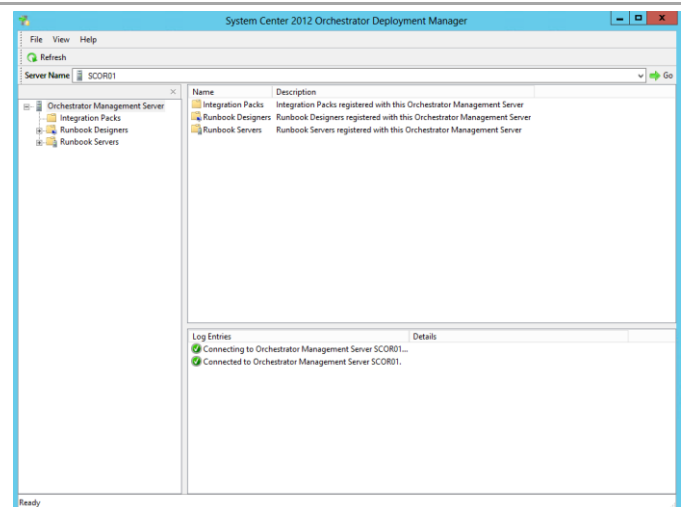 System Center 2012 Orchestrator Deployment Manager
File View Help
Refresh
Server Name SCOR01 Go
Orchestrator Management Server
Integration Packs
Runbook Designers
Runbook Servers
Name Description
Integration Packs Integration Packs registered with this Orchestrator Management Server
Runbook Designers Runbook Designers registered with this Orchestrator Management Server
Runbook Servers Runbook Servers registered with this Orchestrator Management Server
Log Entries Details
Connecting to Orchestrator Management Server SCOR01...
Connected to Orchestrator Management Server SCOR01.
Ready